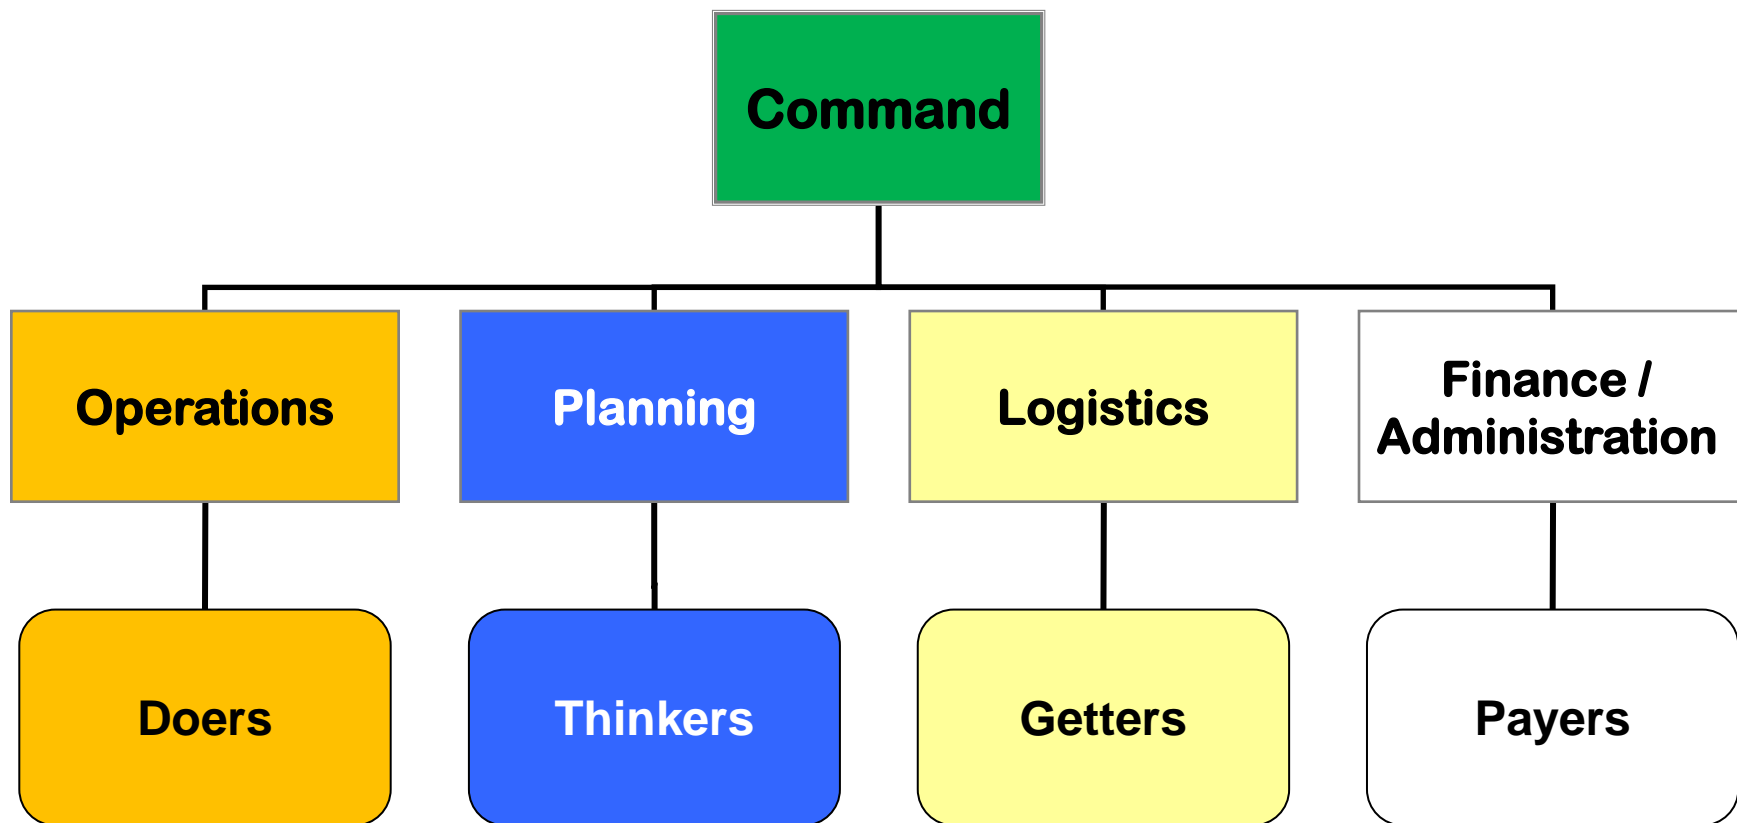 Command
Operations
Planning
Logistics
Finance /
Administration
Doers
Thinkers
Getters
Payers